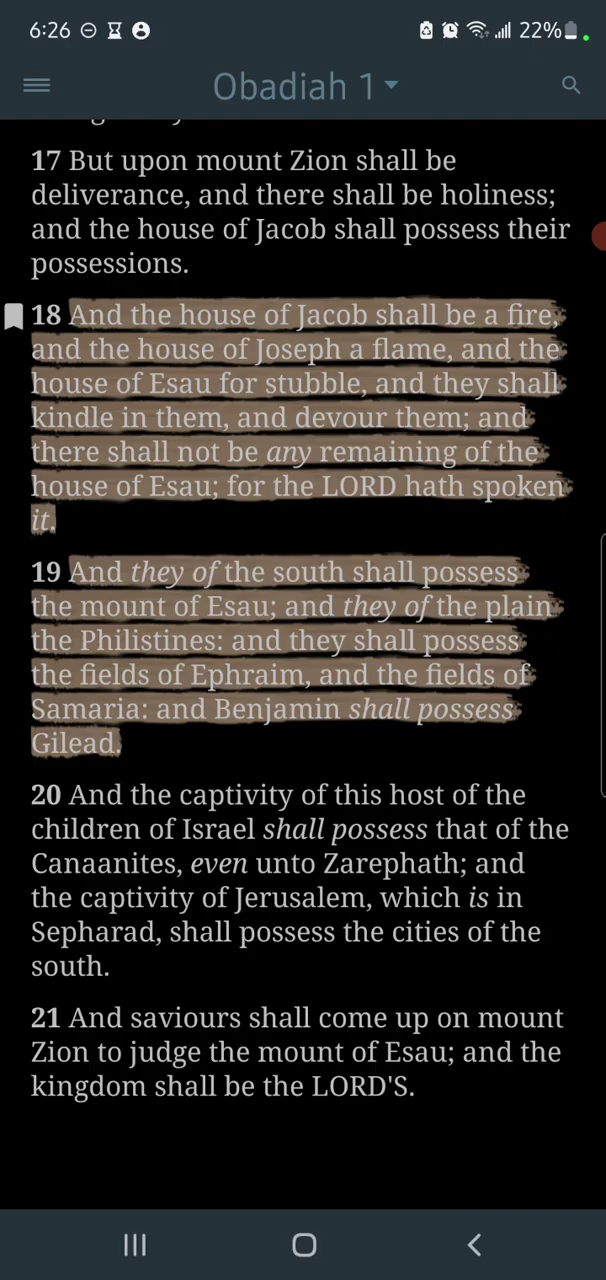 6:26 22%
Obadiah 1
17 But upon mount Zion shall be
deliverance, and there shall be holiness;
and the house of Jacob shall possess their
possessions.
18 And the house of Jacob shall be a fire,
and the house of Joseph a flame, and the
house of Esau for stubble, and they shall
kindle in them, and devour them; and
there shall not be any remaining of the
house of Esau; for the LORD hath spoken
it.
19 And they of the south shall possess
the mount of Esau; and they of the plain
the Philistines: and they shall possess
the fields of Ephraim, and the fields of
Samaria: and Benjamin shall possess
Gilead.
20 And the captivity of this host of the
children of Israel shall possess that of the
Canaanites, even unto Zarephath; and
the captivity of Jerusalem, which is in
Sepharad, shall possess the cities of the
south.
21 And saviours shall come up on mount
Zion to judge the mount of Esau; and the
kingdom shall be the LORD'S.